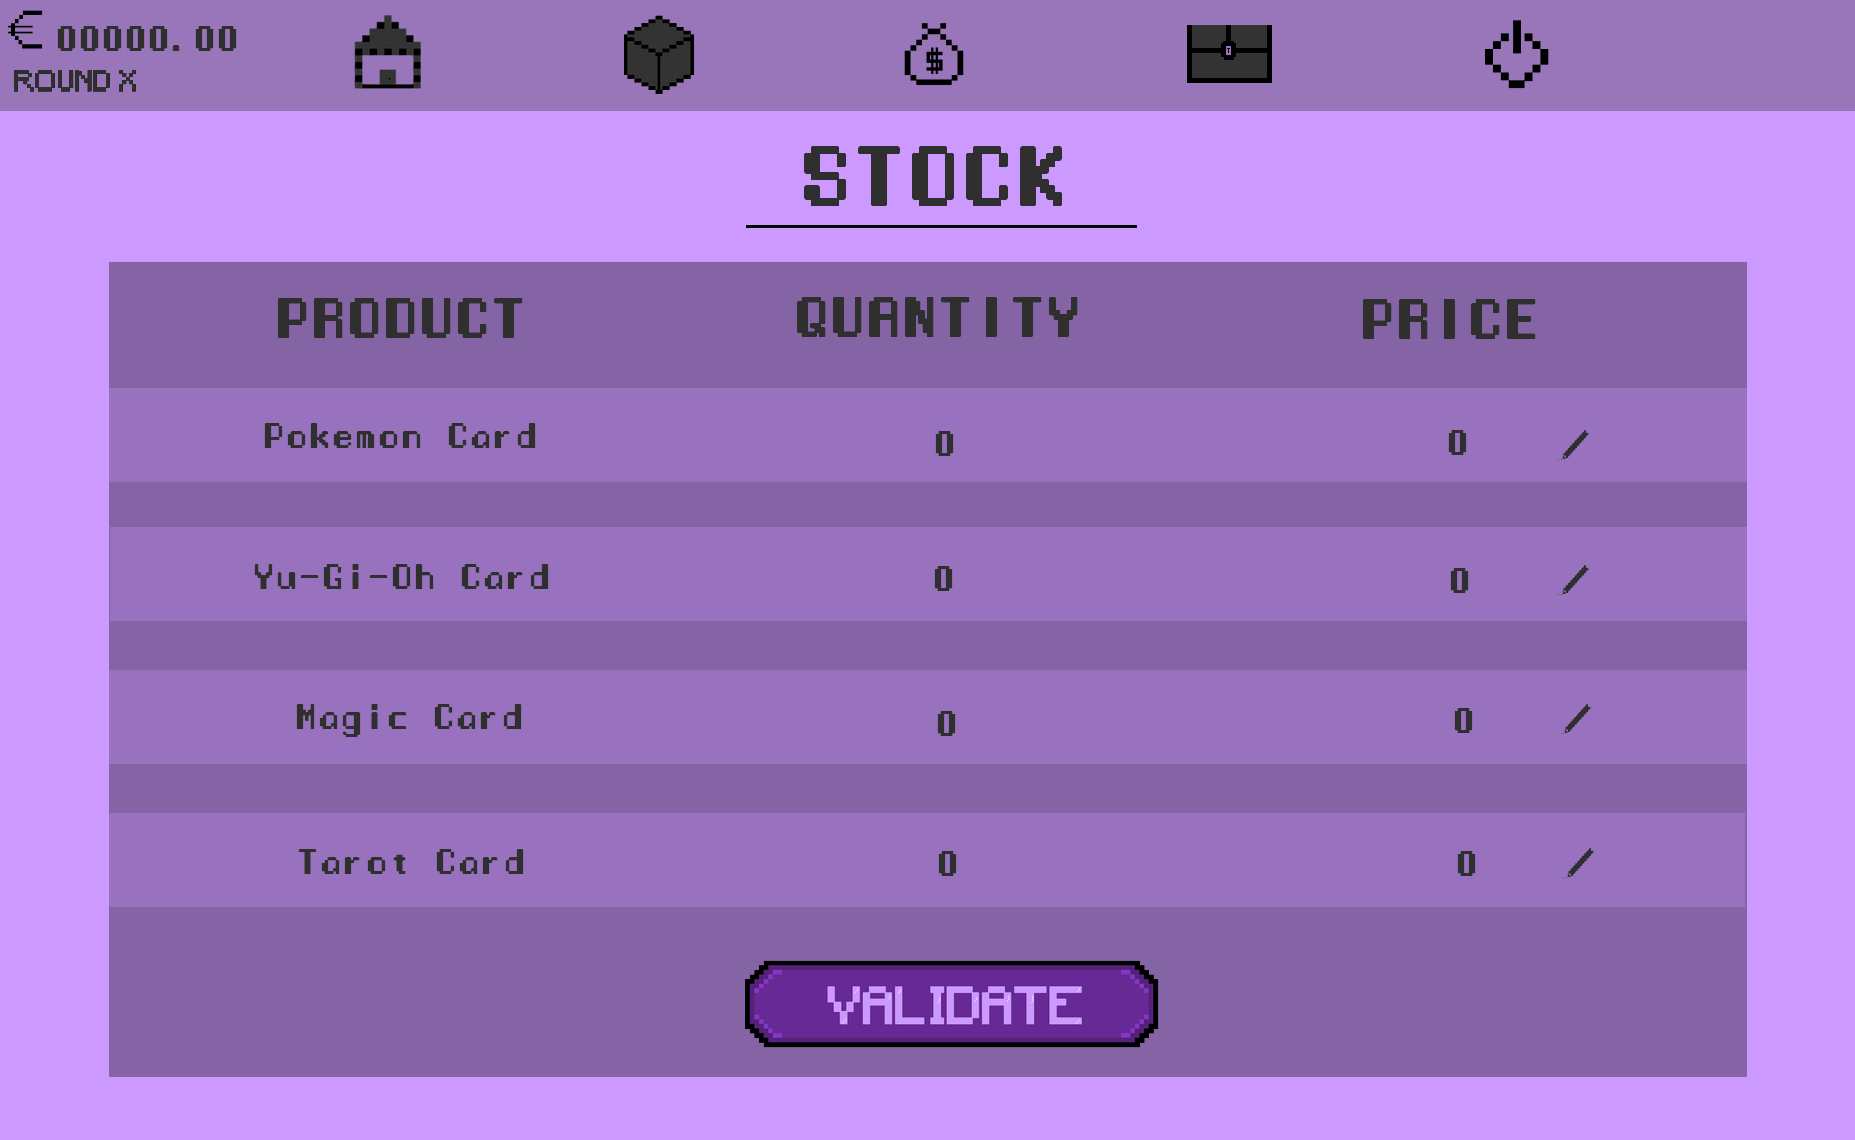 € 00000.00
ROUND X
$
STOCK
PRODUCT QUANTITY PRICE
Pokemon Card 0 0
Yu-Gi-Oh Card 0 0
Magic Card 0 0
Tarot Card 0 0
VALIDATE